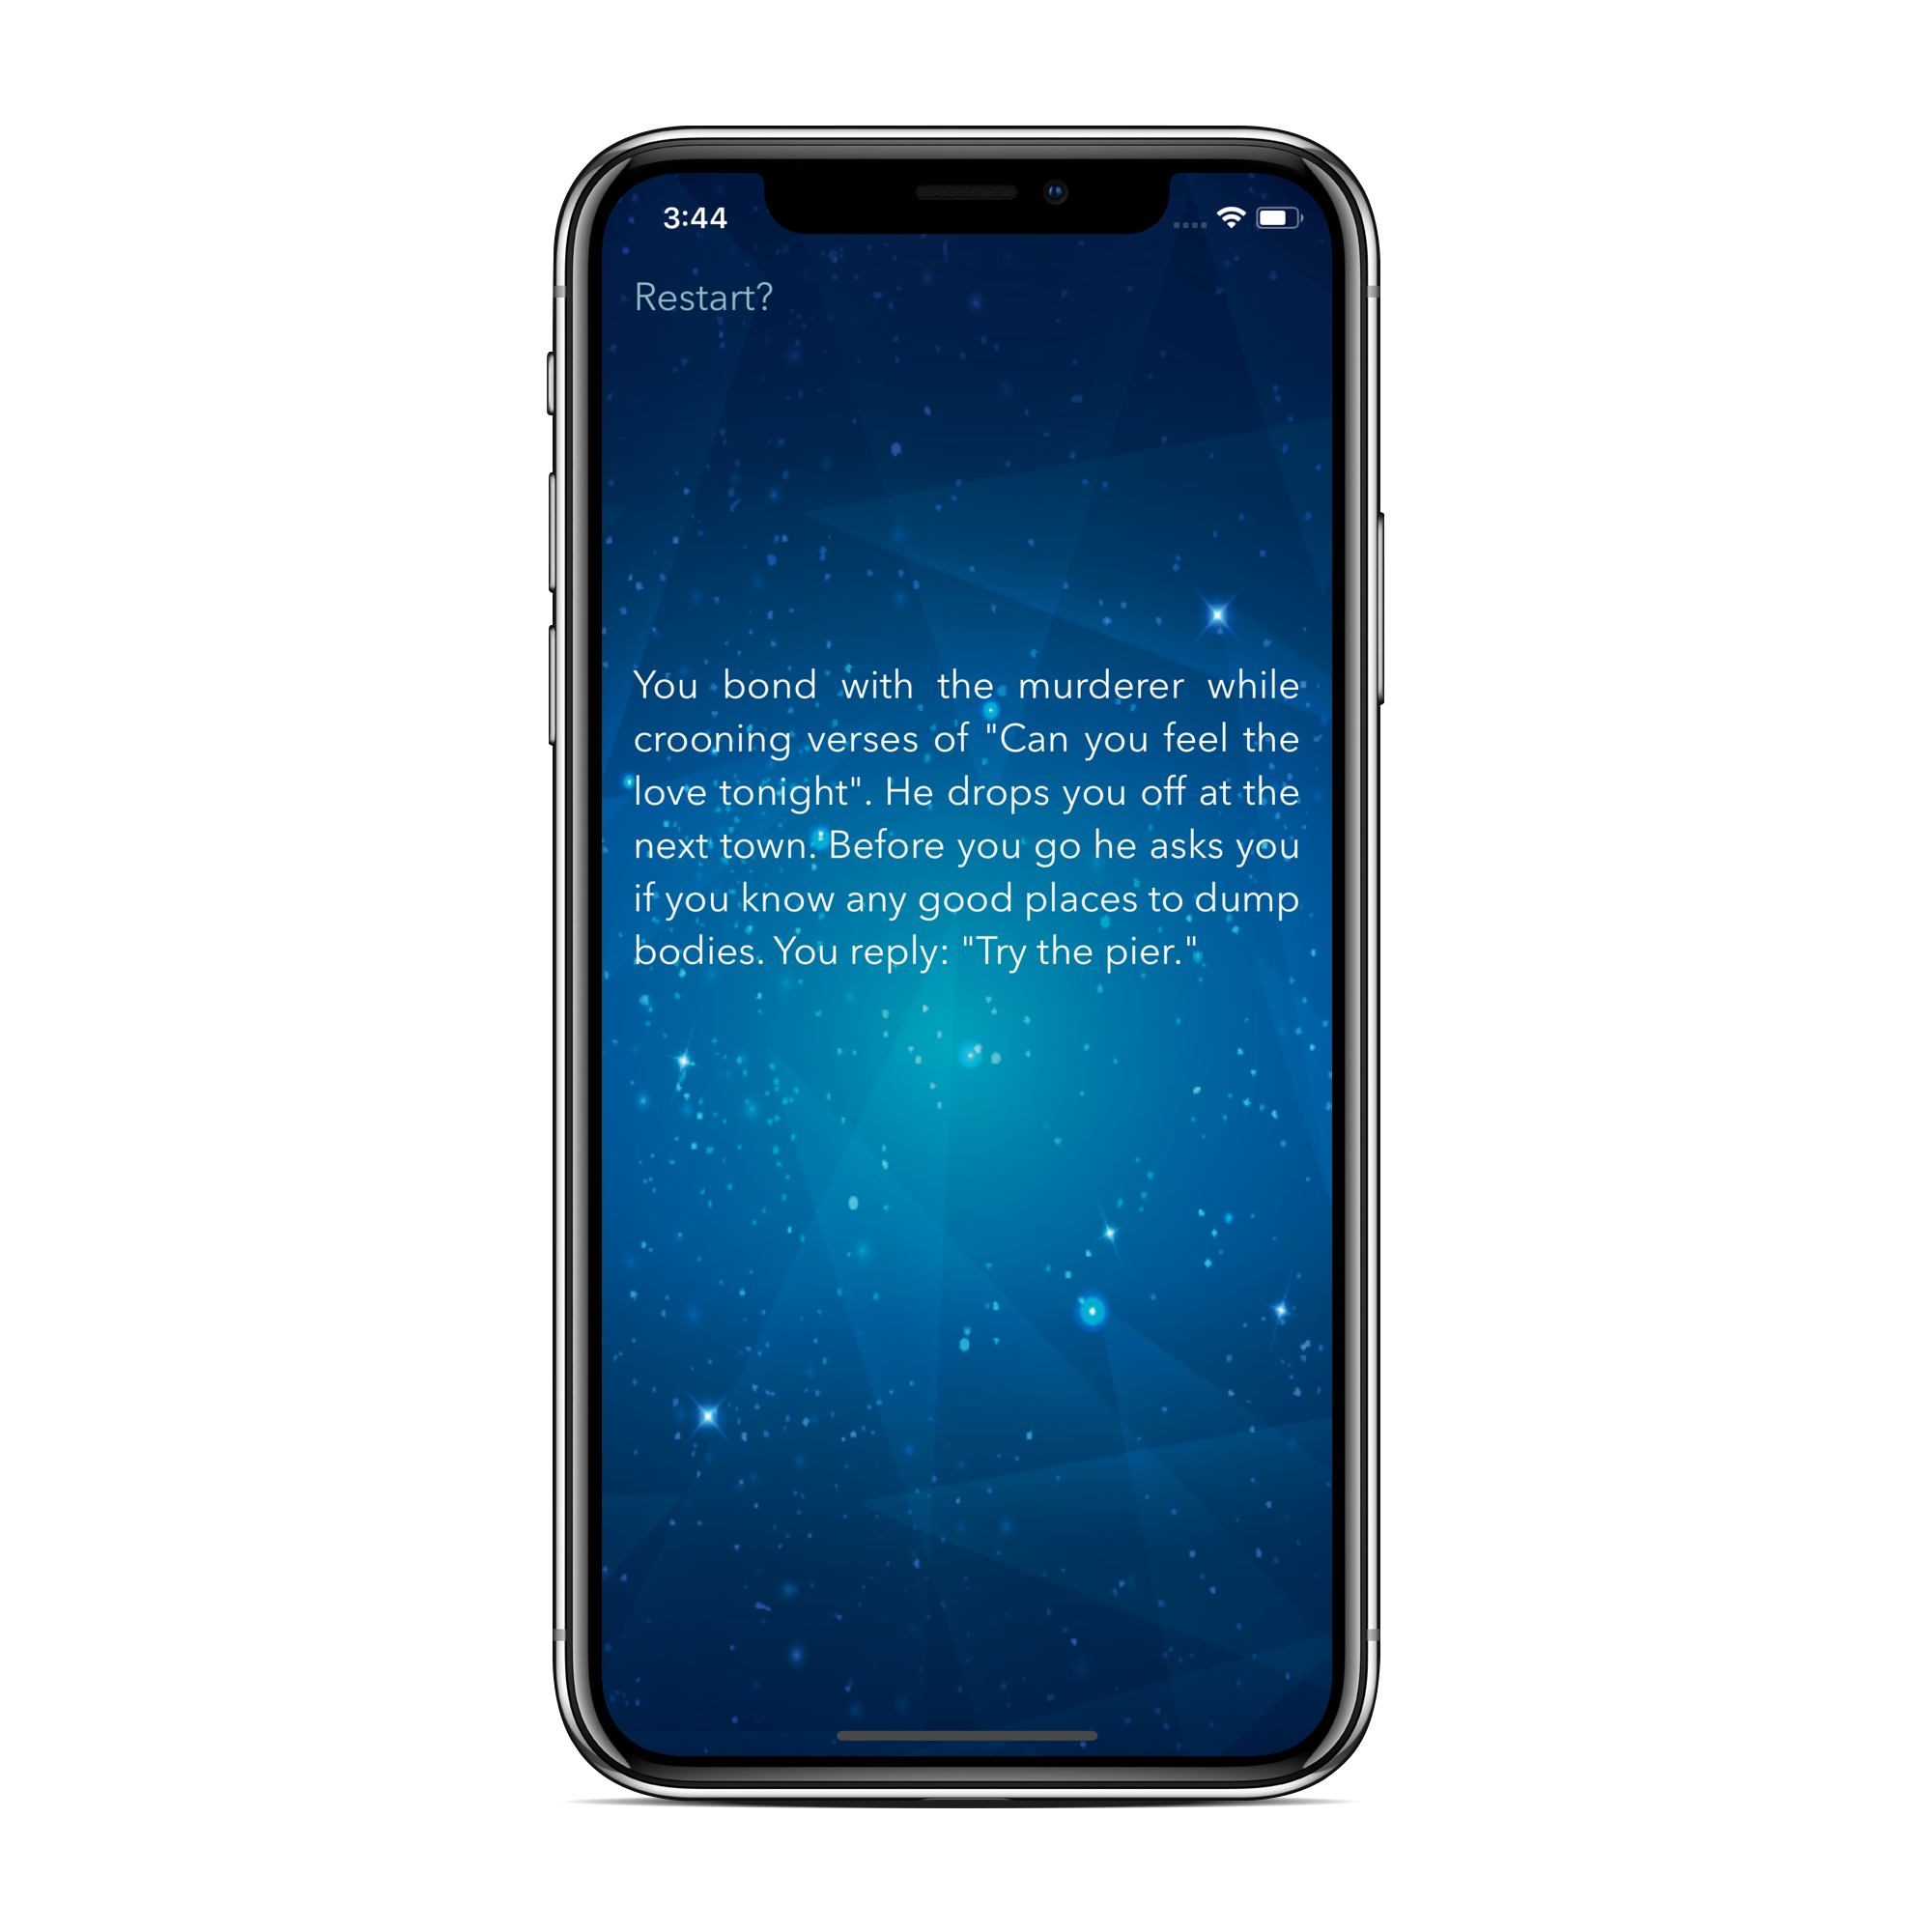 3:44
Restart?
You bond with the murderer while
crooning verses of "Can you feel the
love tonight". He drops you off at the
next town. Before you go he asks you
if you know any good places to dump
bodies. You reply: "Try the pier."